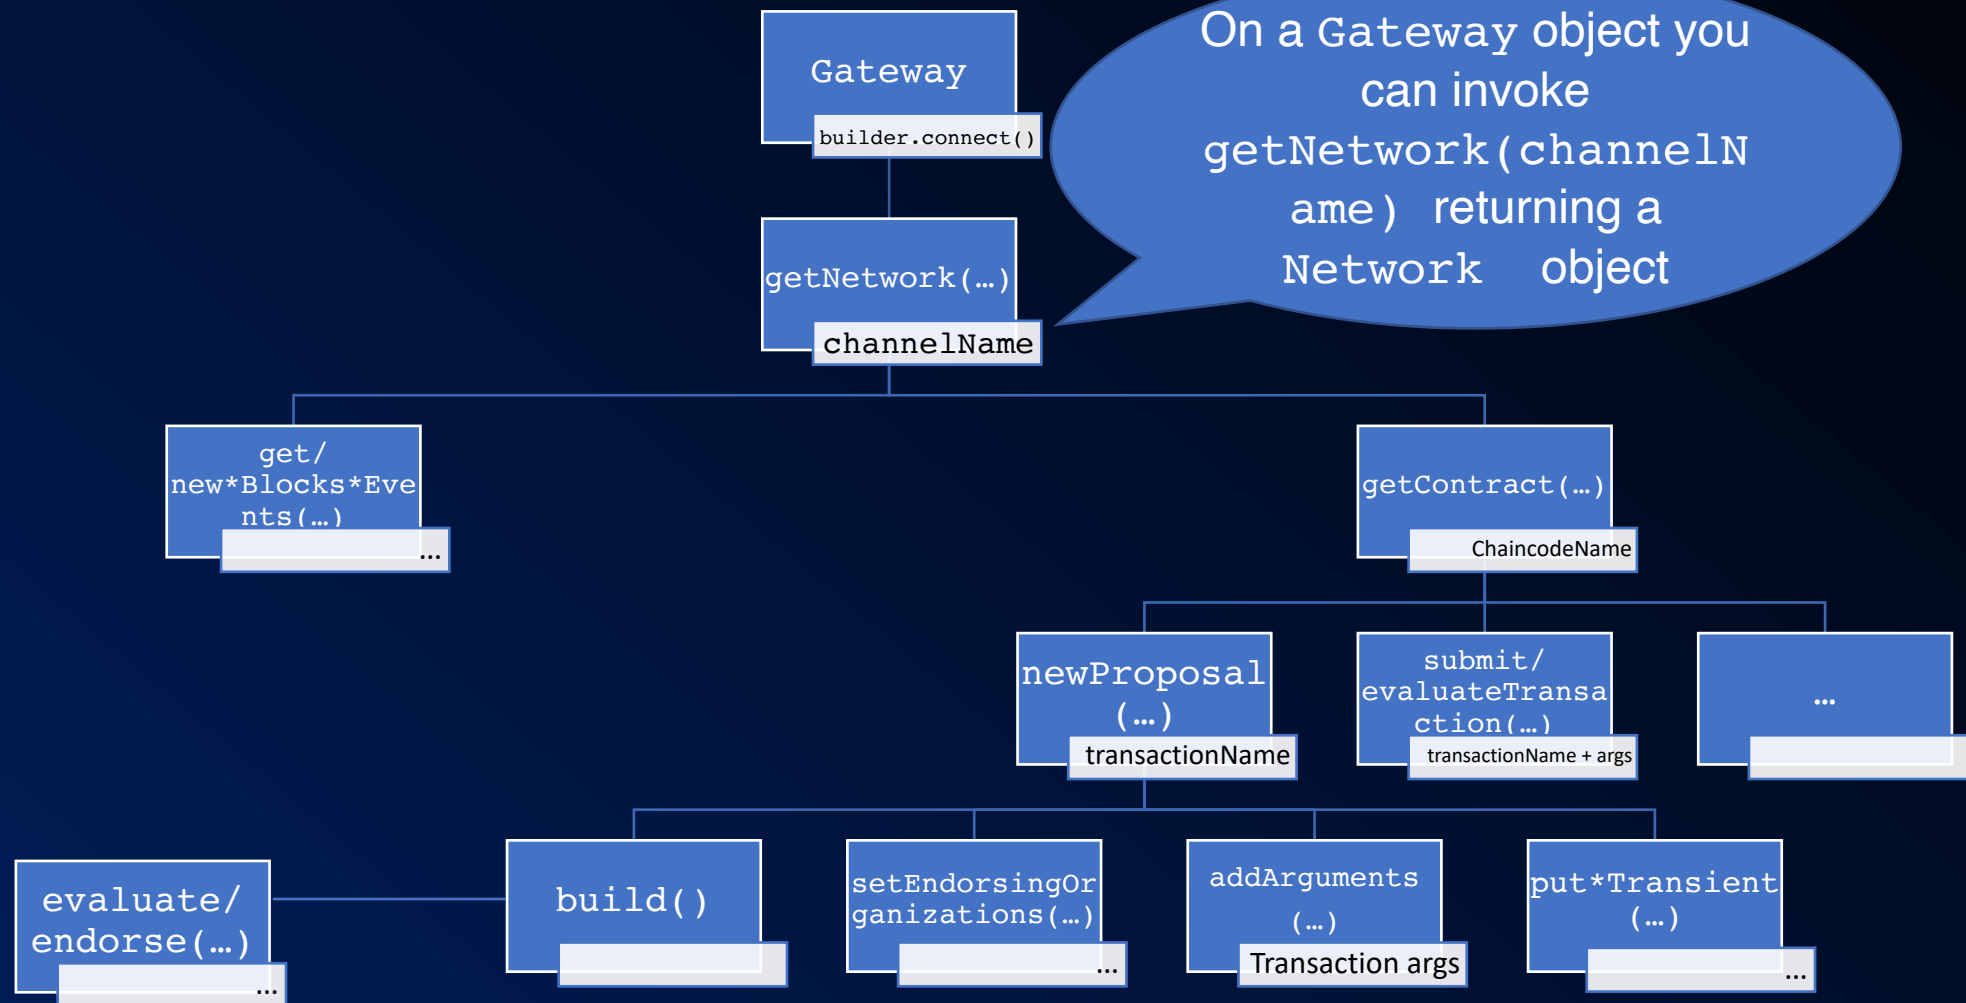 On a Gateway object you
can invoke
getNetwork(channelN
ame) returning a
Network object
Gateway
builder.connect()
getNetwork(…)
channelName
get/
new*Blocks*Eve
nts(…)
...
getContract(…)
ChaincodeName
newProposal
(…)
transactionName
submit/
evaluateTransa
ction(…)
transactionName + args
…
evaluate/
endorse(…)
...
build()
setEndorsingOr
ganizations(…)
...
addArguments
(…)
Transaction args
put*Transient
(…)
...